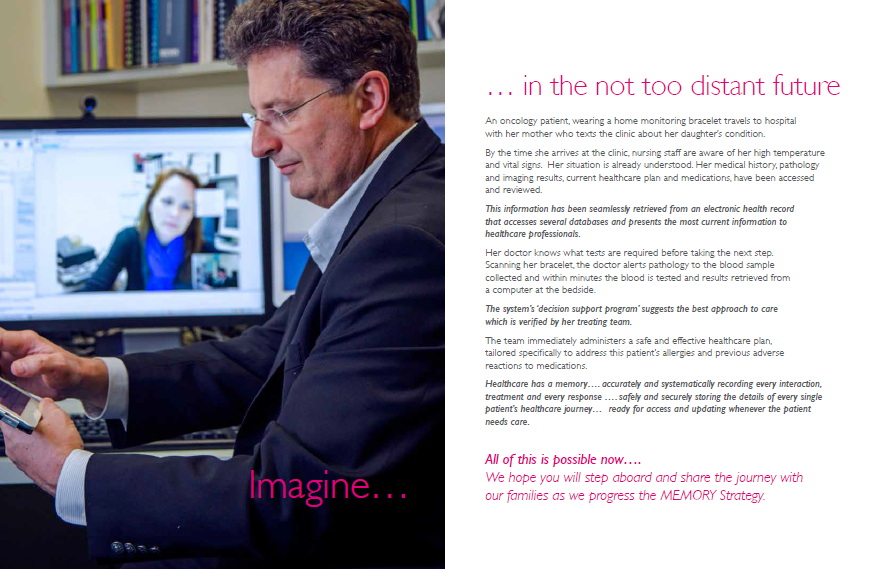 Imagine…
… in the not too distant future
An oncology patient, wearing a home monitoring bracelet travels to hospital
with her mother who texts the clinic about her daughter's condition.
By the time she arrives at the clinic, nursing staff are aware of her high temperature
and vital signs.  Her situation is already understood. Her medical history, pathology
and imaging results, current healthcare plan and medications, have been accessed
and reviewed.
This information has been seamlessly retrieved from an electronic health record
that accesses several databases and presents the most current information to
healthcare professionals.
Her doctor knows what tests are required before taking the next step.
Scanning her bracelet, the doctor alerts pathology to the blood sample
collected and within minutes the blood is tested and results retrieved from
a computer at the bedside.
The system's 'decision support program' suggests the best approach to care
which is verified by her treating team.
The team immediately administers a safe and effective healthcare plan,
tailored specifically to address this patient's allergies and previous adverse
reactions to medications.
Healthcare has a memory…. accurately and systematically recording every interaction,
treatment and every response …. safely and securely storing the details of every single
patient's healthcare journey…  ready for access and updating whenever the patient
needs care.
All of this is possible now….
We hope you will step aboard and share the journey with
our families as we progress the MEMORY Strategy.